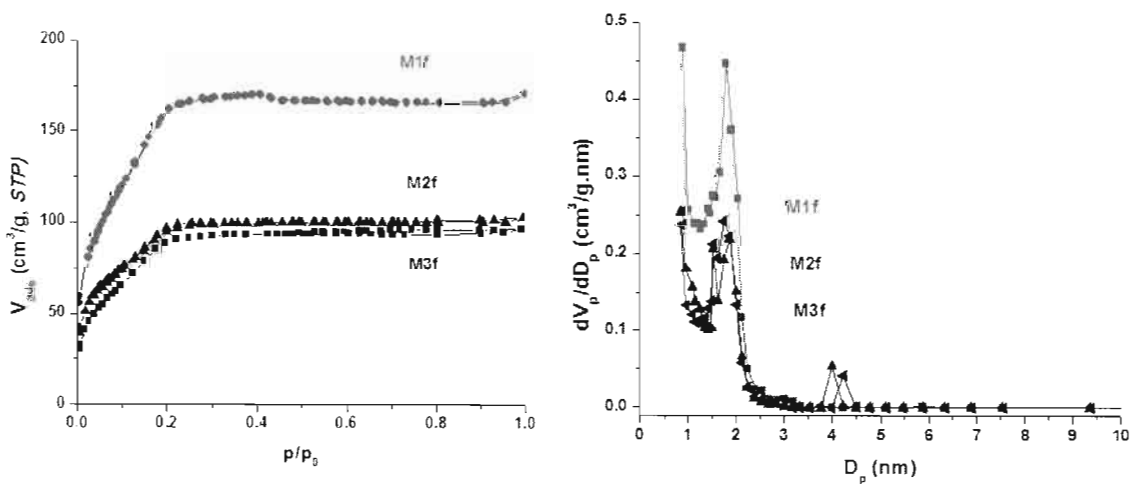 200
150
100
50
0
V_ads (cm³/g, STP)
M1f
M2f
M3f
0.0 0.2 0.4 0.6 0.8 1.0
p/p₀
0.5
0.4
0.3
0.2
0.1
0.0
dVₚ/dDₚ (cm³/g.nm)
M1f
M2f
M3f
0 1 2 3 4 5 6 7 8 9 10
Dₚ (nm)